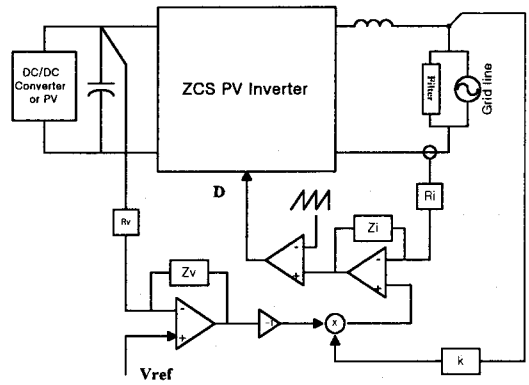 DC/DC
Converter
or PV
ZCS PV Inverter
Filter
Grid line
D
Rv
Ri
Zi
-
+
-
+
Zv
-
+
-1
x
k
Vref